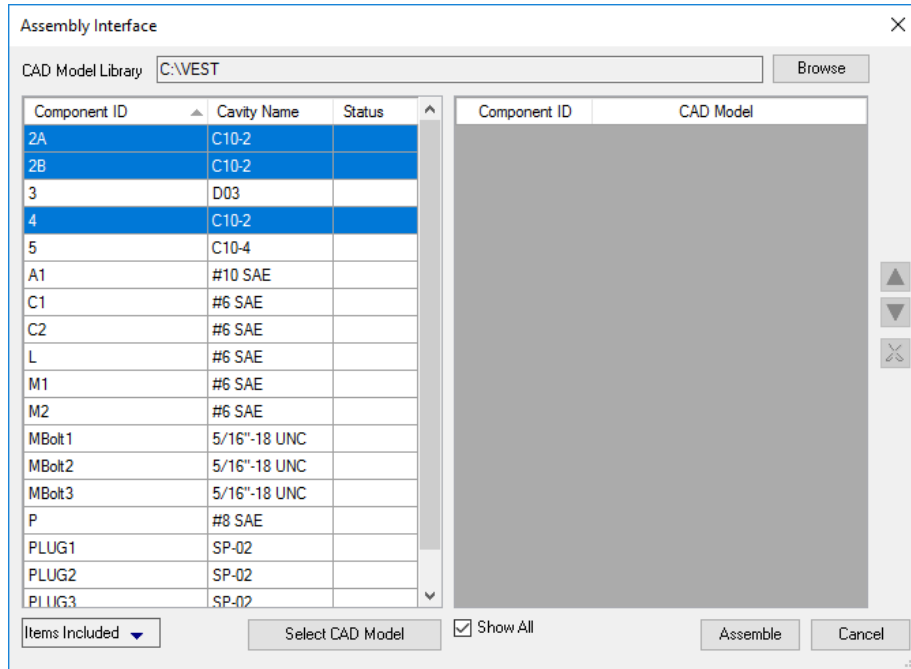 Assembly Interface
CAD Model Library C:\VEST Browse
Component ID Cavity Name Status Component ID CAD Model
2A C10-2
2B C10-2
3 D03
4 C10-2
5 C10-4
A1 #10 SAE
C1 #6 SAE
C2 #6 SAE
L #6 SAE
M1 #6 SAE
M2 #6 SAE
MBolt1 5/16"-18 UNC
MBolt2 5/16"-18 UNC
MBolt3 5/16"-18 UNC
P #8 SAE
PLUG1 SP-02
PLUG2 SP-02
PLUG3 SP-02
Items Included Select CAD Model Show All Assemble Cancel